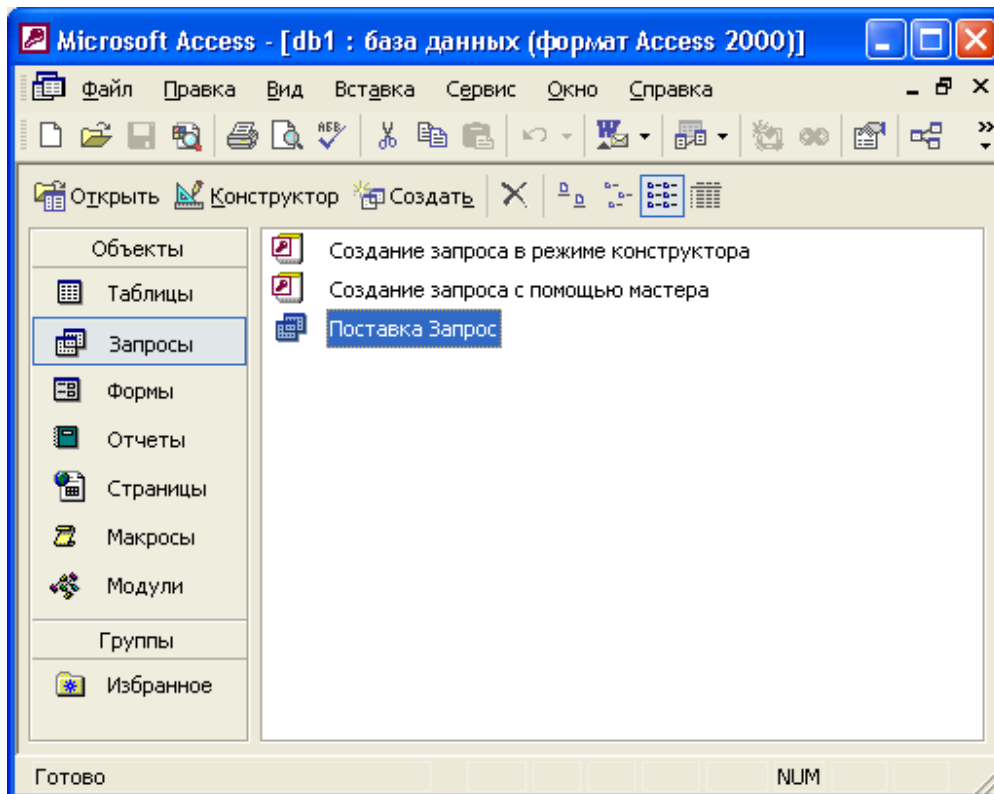 Microsoft Access - [db1 : база данных (формат Access 2000)]
Файл Правка Вид Вставка Сервис Окно Справка
Открыть Конструктор Создать
Объекты
Таблицы
Запросы
Формы
Отчеты
Страницы
Макросы
Модули
Группы
Избранное
Создание запроса в режиме конструктора
Создание запроса с помощью мастера
Поставка Запрос
Готово NUM